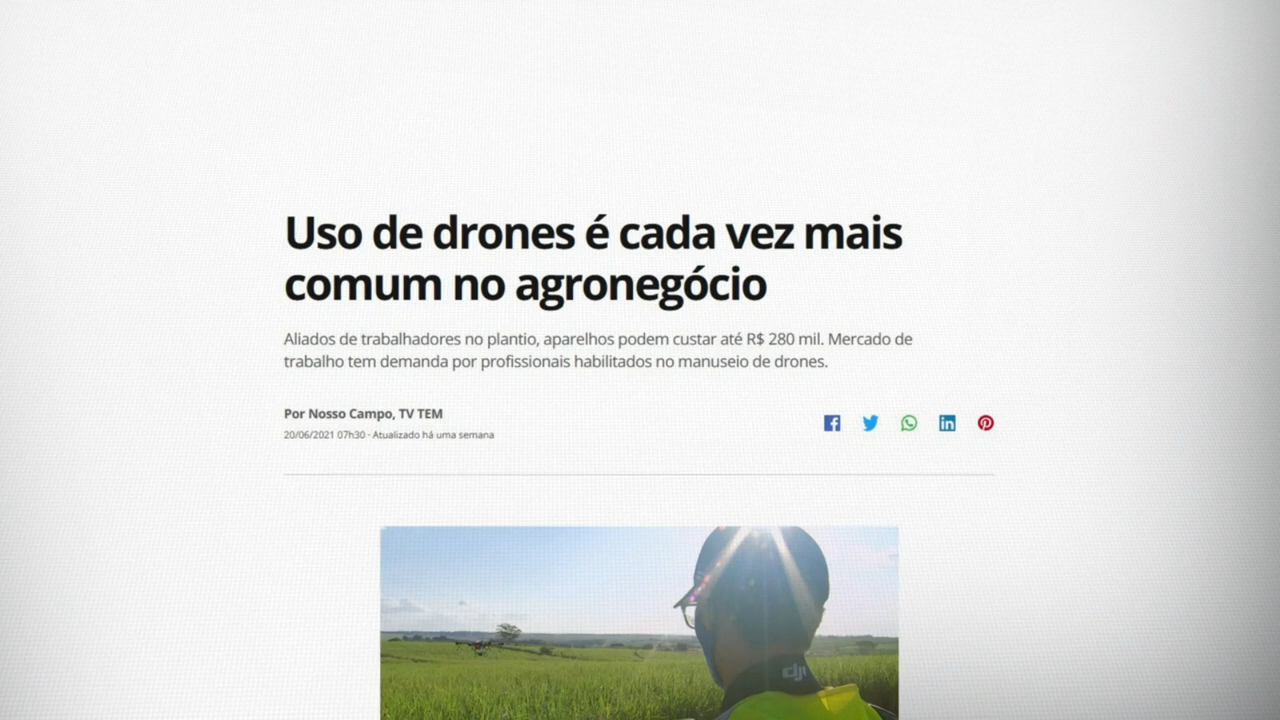 Uso de drones é cada vez mais
comum no agronegócio
Aliados de trabalhadores no plantio, aparelhos podem custar até R$ 280 mil. Mercado de
trabalho tem demanda por profissionais habilitados no manuseio de drones.
Por Nosso Campo, TV TEM
20/06/2021 07h30 · Atualizado há uma semana
dji